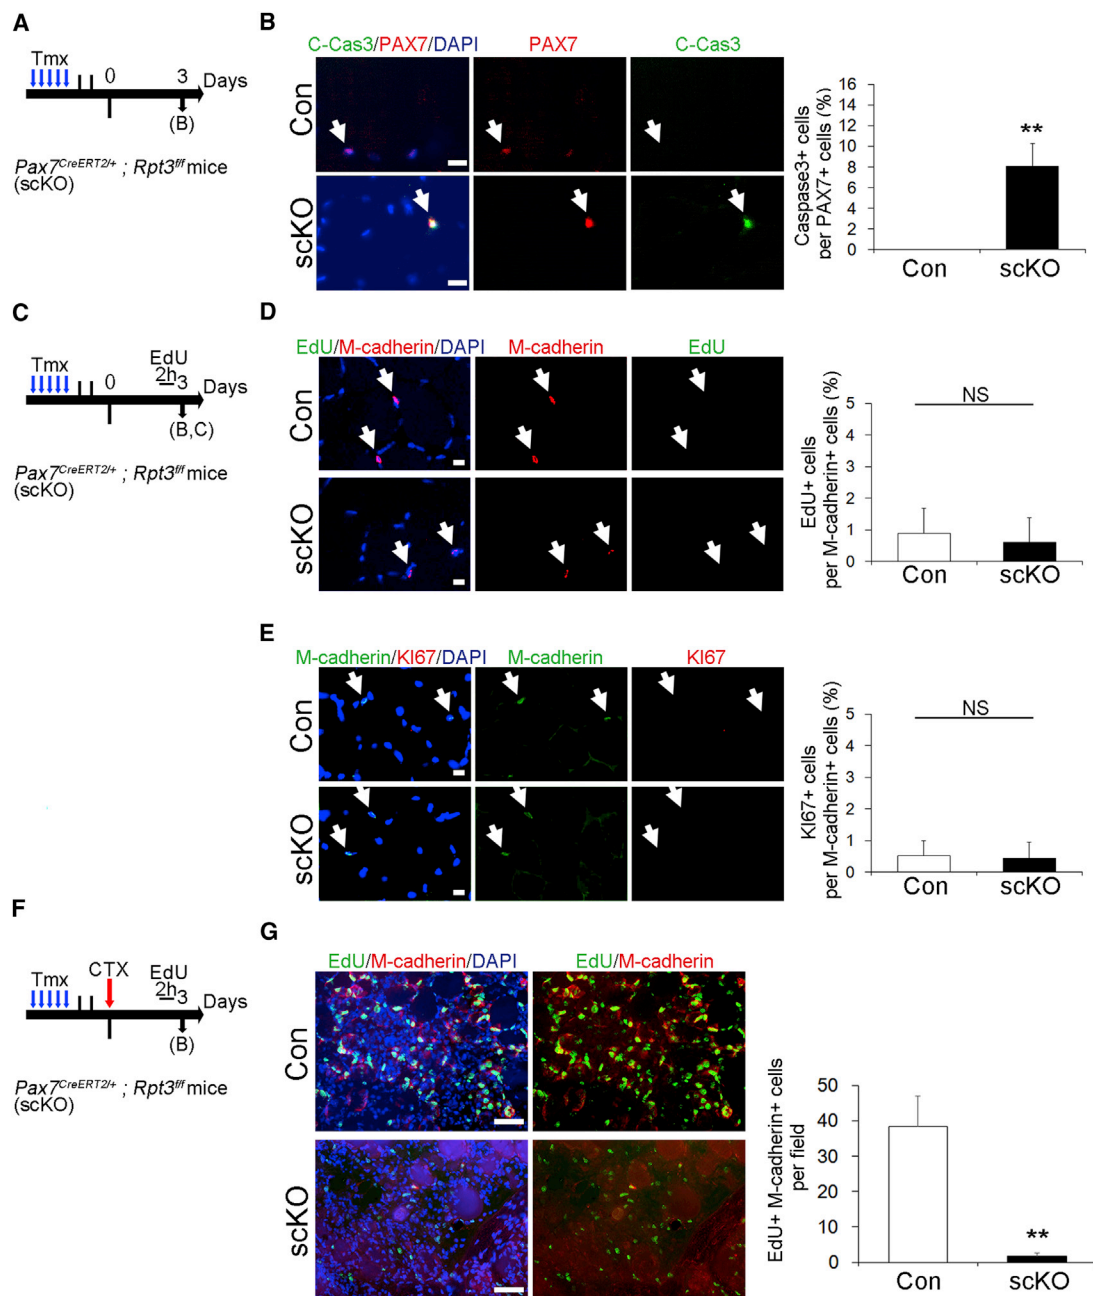 A
Tmx
0
3
Days
(B)
Pax7CreERT2/+ ; Rpt3f/f mice
(scKO)
B
C-Cas3/PAX7/DAPI
PAX7
C-Cas3
Con
scKO
Caspase3+ cells
per PAX7+ cells (%)
16
14
12
10
8
6
4
2
0
**
Con
scKO
C
Tmx
0
EdU
2h
3
Days
(B,C)
Pax7CreERT2/+ ; Rpt3f/f mice
(scKO)
D
EdU/M-cadherin/DAPI
M-cadherin
EdU
Con
scKO
EdU+ cells
per M-cadherin+ cells (%)
5
4
3
2
1
0
NS
Con
scKO
E
M-cadherin/KI67/DAPI
M-cadherin
KI67
Con
scKO
KI67+ cells
per M-cadherin+ cells (%)
5
4
3
2
1
0
NS
Con
scKO
F
Tmx
CTX
EdU
2h
3
Days
(B)
Pax7CreERT2/+ ; Rpt3f/f mice
(scKO)
G
EdU/M-cadherin/DAPI
EdU/M-cadherin
Con
scKO
EdU+ M-cadherin+ cells
per field
50
40
30
20
10
0
**
Con
scKO